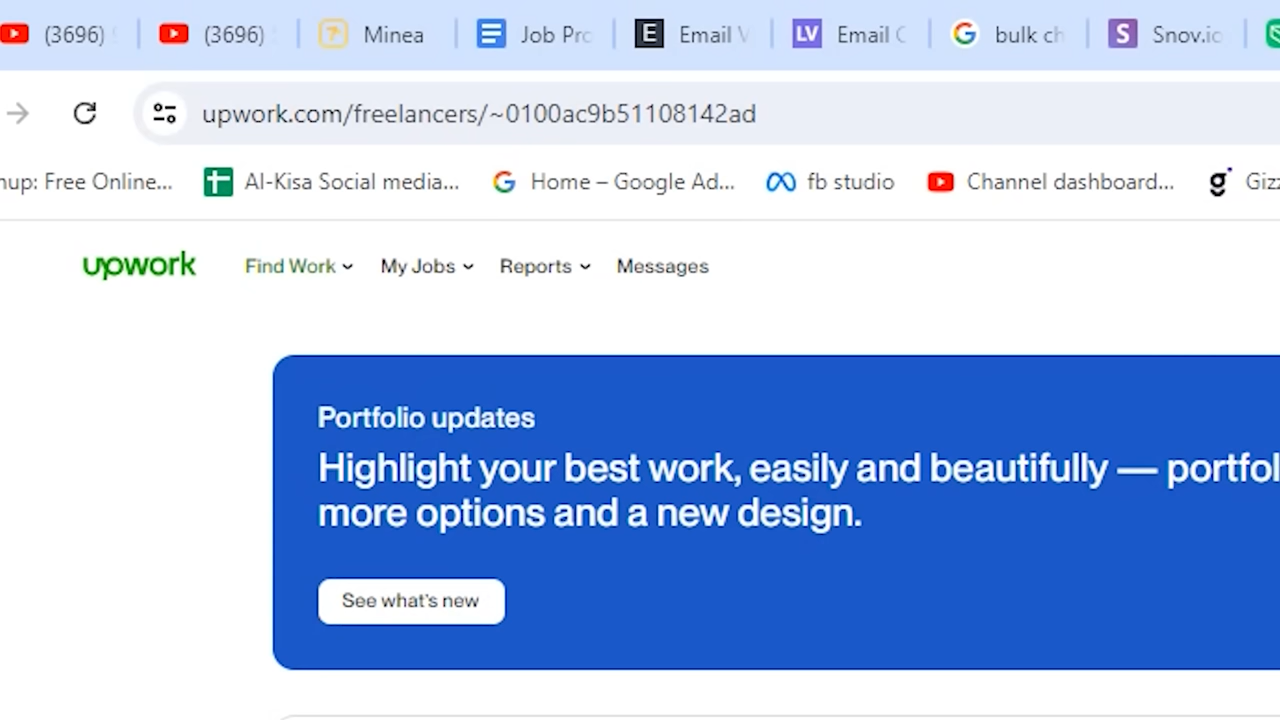 (3696) (3696) Minea Job Pro Email V Email C bulk ch Snov.io
upwork.com/freelancers/~0100ac9b51108142ad
nup: Free Online... Al-Kisa Social media... Home – Google Ad... fb studio Channel dashboard... Gizz
upwork Find Work My Jobs Reports Messages
Portfolio updates
Highlight your best work, easily and beautifully — portfol
more options and a new design.
See what's new